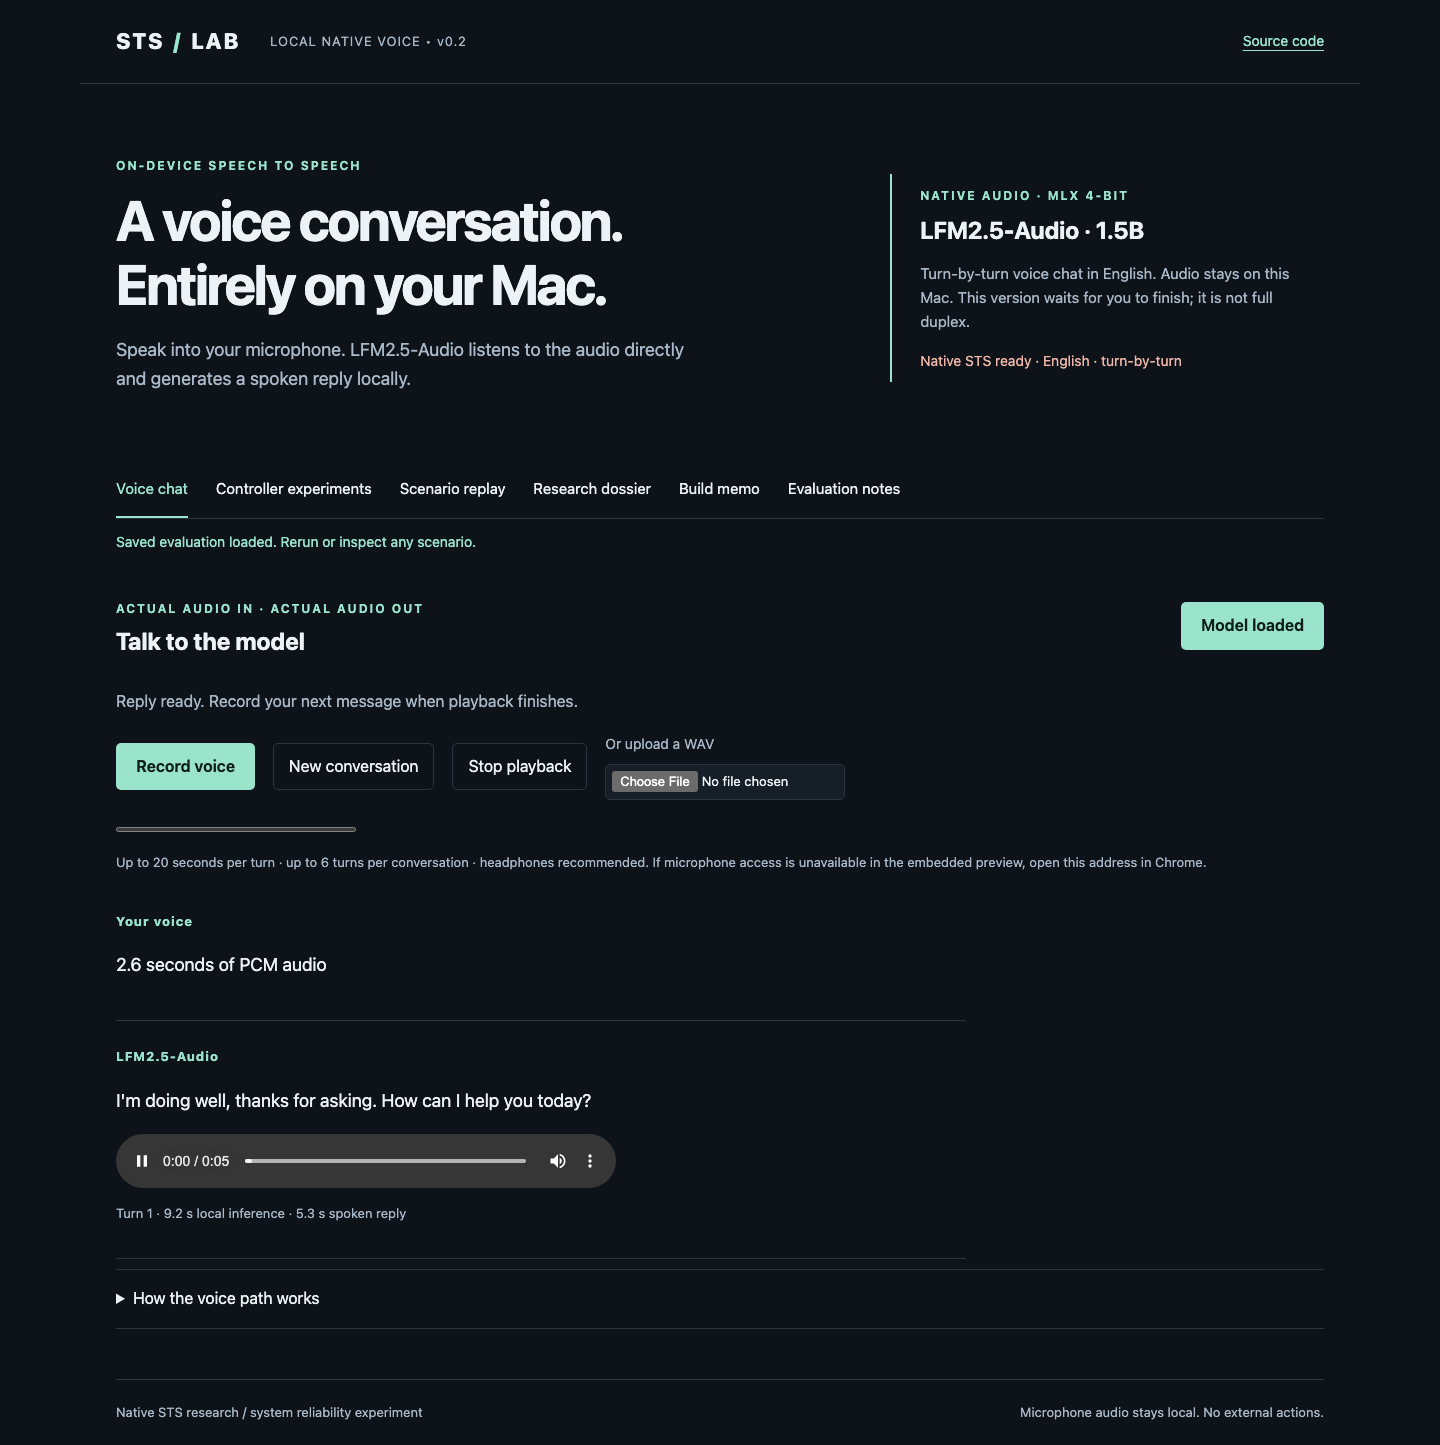 STS / LAB
LOCAL NATIVE VOICE • v0.2
Source code
ON-DEVICE SPEECH TO SPEECH
A voice conversation.
Entirely on your Mac.
Speak into your microphone. LFM2.5-Audio listens to the audio directly
and generates a spoken reply locally.
NATIVE AUDIO · MLX 4-BIT
LFM2.5-Audio · 1.5B
Turn-by-turn voice chat in English. Audio stays on this
Mac. This version waits for you to finish; it is not full
duplex.
Native STS ready · English · turn-by-turn
Voice chat
Controller experiments
Scenario replay
Research dossier
Build memo
Evaluation notes
Saved evaluation loaded. Rerun or inspect any scenario.
ACTUAL AUDIO IN · ACTUAL AUDIO OUT
Talk to the model
Model loaded
Reply ready. Record your next message when playback finishes.
Record voice
New conversation
Stop playback
Or upload a WAV
Choose File No file chosen
Up to 20 seconds per turn · up to 6 turns per conversation · headphones recommended. If microphone access is unavailable in the embedded preview, open this address in Chrome.
Your voice
2.6 seconds of PCM audio
LFM2.5-Audio
I'm doing well, thanks for asking. How can I help you today?
0:00 / 0:05
Turn 1 · 9.2 s local inference · 5.3 s spoken reply
How the voice path works
Native STS research / system reliability experiment
Microphone audio stays local. No external actions.